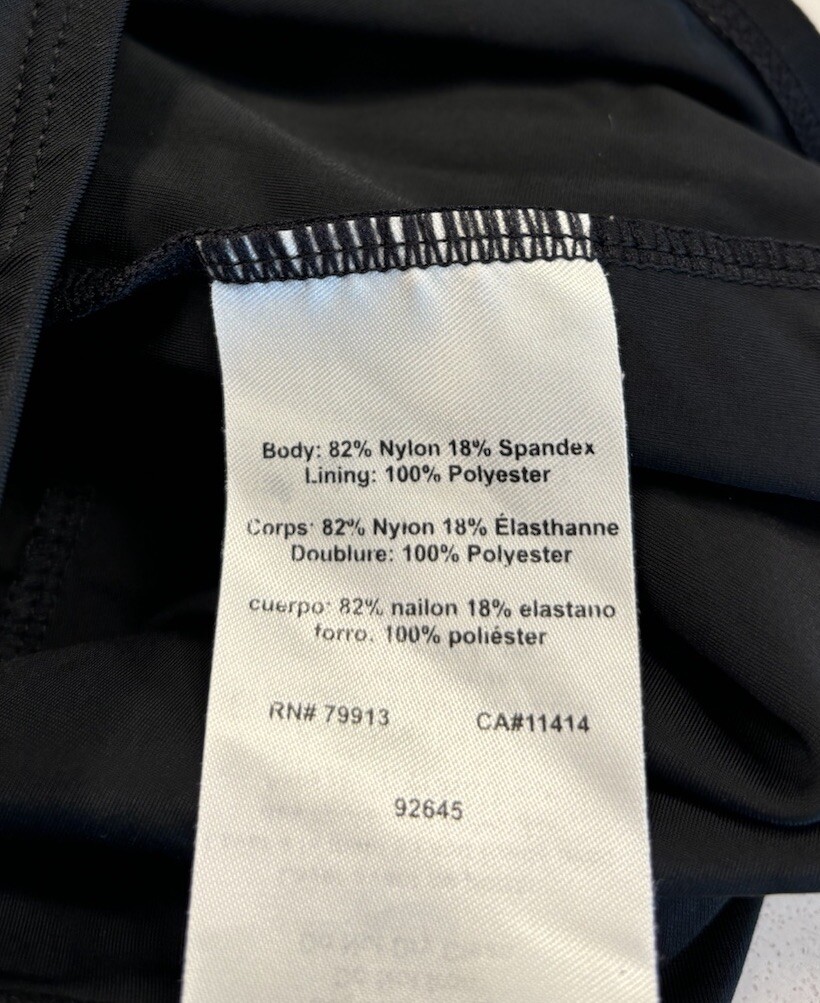 Body: 82% Nylon 18% Spandex
Lining: 100% Polyester
Corps: 82% Nylon 18% Élasthanne
Doublure: 100% Polyester
cuerpo: 82% nailon 18% elastano
forro. 100% poliéster
RN# 79913 CA#11414
92645